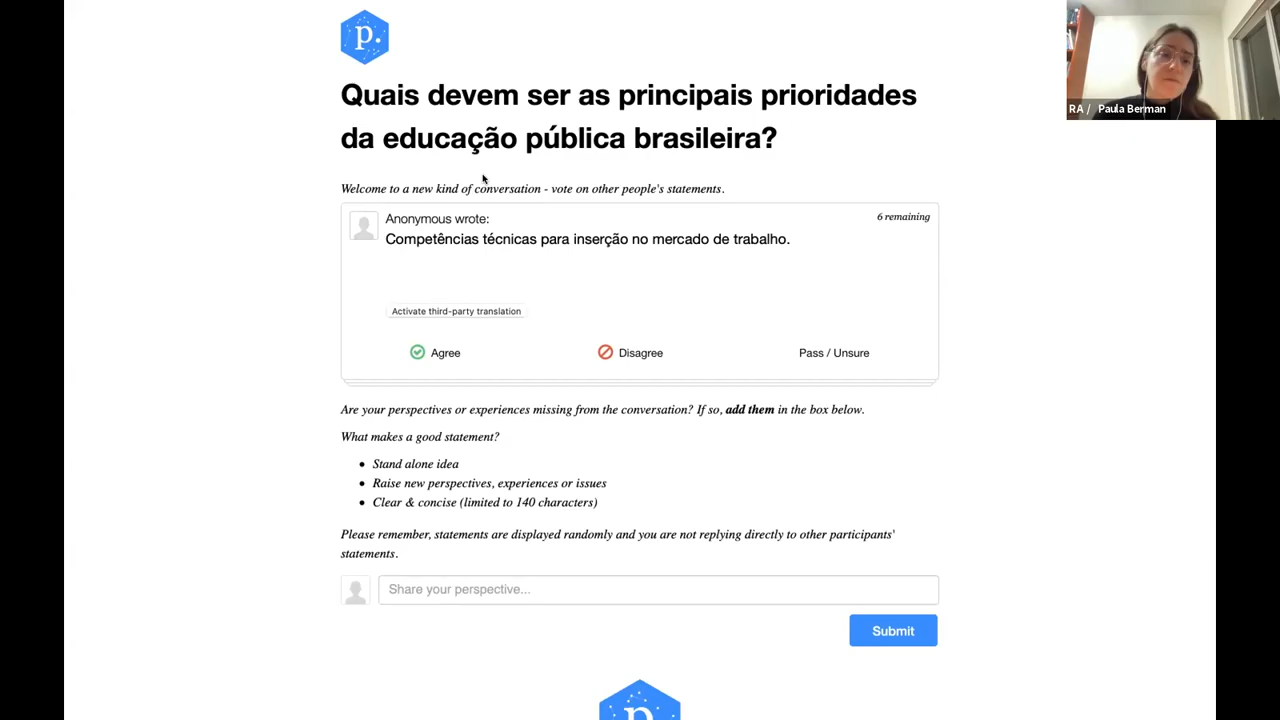 p.
Quais devem ser as principais prioridades
da educação pública brasileira?
RA / Paula Berman
Welcome to a new kind of conversation - vote on other people's statements.
Anonymous wrote:
6 remaining
Competências técnicas para inserção no mercado de trabalho.
Activate third-party translation
Agree
Disagree
Pass / Unsure
Are your perspectives or experiences missing from the conversation? If so, add them in the box below.
What makes a good statement?
Stand alone idea
Raise new perspectives, experiences or issues
Clear & concise (limited to 140 characters)
Please remember, statements are displayed randomly and you are not replying directly to other participants'
statements.
Share your perspective...
Submit
p